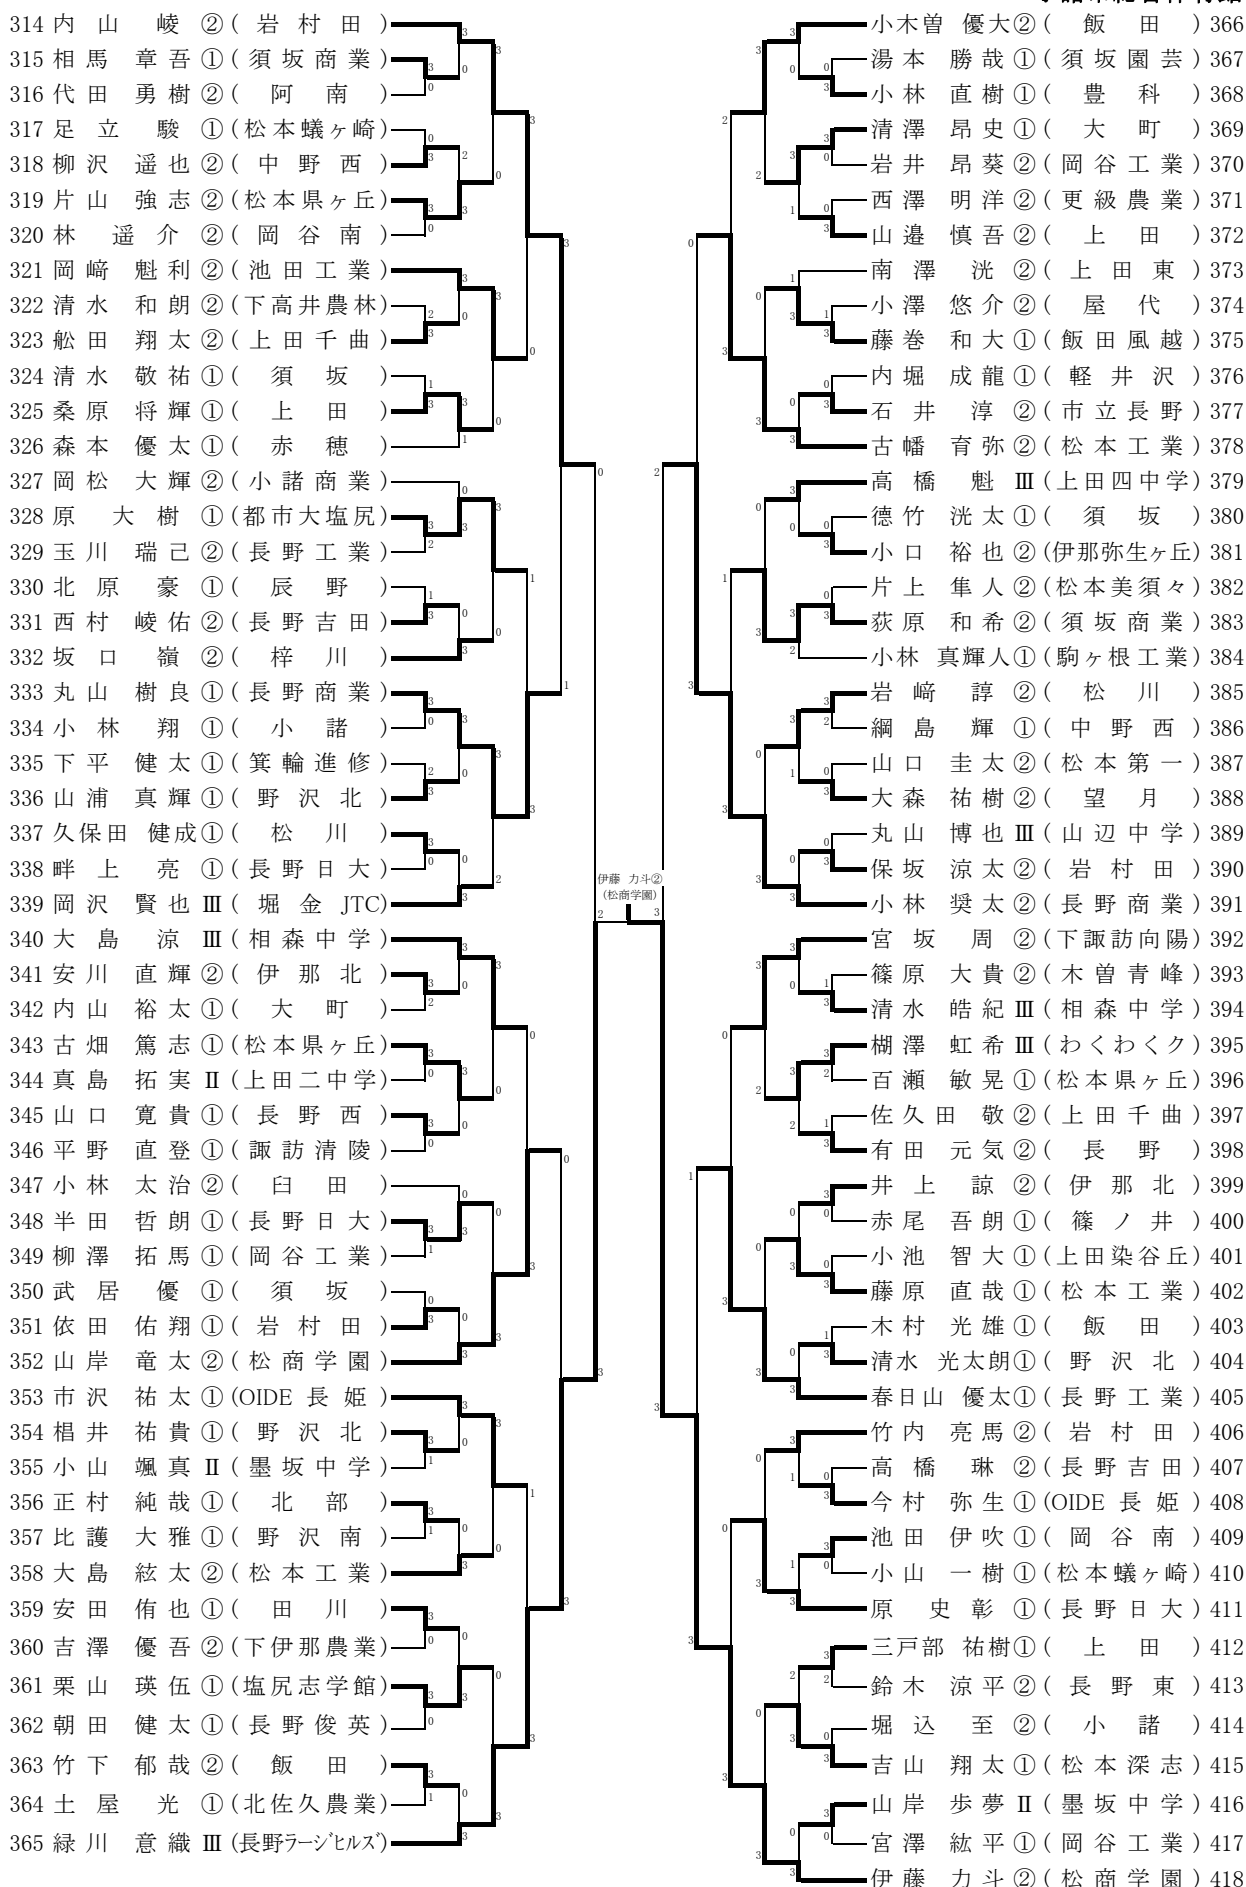 314 内山 崚 ②(岩村田)
315 相馬 章吾 ①(須坂商業)
316 代田 勇樹 ②(阿南)
317 足立 駿 ①(松本蟻ヶ崎)
318 柳沢 遥也 ②(中野西)
319 片山 強志 ②(松本県ヶ丘)
320 林 遥介 ②(岡谷南)
321 岡﨑 魁利 ②(池田工業)
322 清水 和朗 ②(下高井農林)
323 舩田 翔太 ②(上田千曲)
324 清水 敬祐 ①(須坂)
325 桑原 将輝 ①(上田)
326 森本 優太 ①(赤穂)
327 岡松 大輝 ②(小諸商業)
328 原 大樹 ①(都市大塩尻)
329 玉川 瑞己 ②(長野工業)
330 北原 豪 ①(辰野)
331 西村 崚佑 ②(長野吉田)
332 坂口 嶺 ②(梓川)
333 丸山 樹良 ①(長野商業)
334 小林 翔 ①(小諸)
335 下平 健太 ①(箕輪進修)
336 山浦 真輝 ①(野沢北)
337 久保田 健成①(松川)
338 畔上 亮 ①(長野日大)
339 岡沢 賢也 Ⅲ(堀金 JTC)
340 大島 涼 Ⅲ(相森中学)
341 安川 直輝 ②(伊那北)
342 内山 裕太 ①(大町)
343 古畑 篤志 ①(松本県ヶ丘)
344 真島 拓実 Ⅱ(上田二中学)
345 山口 寛貴 ①(長野西)
346 平野 直登 ①(諏訪清陵)
347 小林 太治 ②(臼田)
348 半田 哲朗 ①(長野日大)
349 柳澤 拓馬 ①(岡谷工業)
350 武居 優 ①(須坂)
351 依田 佑翔 ①(岩村田)
352 山岸 竜太 ②(松商学園)
353 市沢 祐太 ①(OIDE 長姫)
354 椙井 祐貴 ①(野沢北)
355 小山 颯真 Ⅱ(墨坂中学)
356 正村 純哉 ①(北部)
357 比護 大雅 ①(野沢南)
358 大島 絃太 ②(松本工業)
359 安田 侑也 ①(田川)
360 吉澤 優吾 ②(下伊那農業)
361 栗山 瑛伍 ①(塩尻志学館)
362 朝田 健太 ①(長野俊英)
363 竹下 郁哉 ②(飯田)
364 土屋 光 ①(北佐久農業)
365 緑川 意織 Ⅲ(長野ラージヒルズ)
伊藤 力斗②
(松商学園)
小木曽 優大②(飯田) 366
湯本 勝哉 ①(須坂園芸) 367
小林 直樹 ①(豊科) 368
清澤 昂史 ①(大町) 369
岩井 昂葵 ②(岡谷工業) 370
西澤 明洋 ②(更級農業) 371
山邉 慎吾 ②(上田) 372
南澤 洸 ②(上田東) 373
小澤 悠介 ②(屋代) 374
藤巻 和大 ①(飯田風越) 375
内堀 成龍 ①(軽井沢) 376
石井 淳 ②(市立長野) 377
古幡 育弥 ②(松本工業) 378
高橋 魁 Ⅲ(上田四中学) 379
德竹 洸太 ①(須坂) 380
小口 裕也 ②(伊那弥生ヶ丘) 381
片上 隼人 ②(松本美須々) 382
荻原 和希 ②(須坂商業) 383
小林 真輝人①(駒ヶ根工業) 384
岩﨑 諄 ②(松川) 385
綱島 輝 ①(中野西) 386
山口 圭太 ②(松本第一) 387
大森 祐樹 ②(望月) 388
丸山 博也 Ⅲ(山辺中学) 389
保坂 涼太 ②(岩村田) 390
小林 奨太 ②(長野商業) 391
宮坂 周 ②(下諏訪向陽) 392
篠原 大貴 ②(木曽青峰) 393
清水 皓紀 Ⅲ(相森中学) 394
楜澤 虹希 Ⅲ(わくわくク) 395
百瀬 敏晃 ①(松本県ヶ丘) 396
佐久田 敬 ②(上田千曲) 397
有田 元気 ②(長野) 398
井上 諒 ②(伊那北) 399
赤尾 吾朗 ①(篠ノ井) 400
小池 智大 ①(上田染谷丘) 401
藤原 直哉 ①(松本工業) 402
木村 光雄 ①(飯田) 403
清水 光太朗①(野沢北) 404
春日山 優太①(長野工業) 405
竹内 亮馬 ②(岩村田) 406
高橋 琳 ②(長野吉田) 407
今村 弥生 ①(OIDE 長姫) 408
池田 伊吹 ①(岡谷南) 409
小山 一樹 ①(松本蟻ヶ崎) 410
原 史彰 ①(長野日大) 411
三戸部 祐樹①(上田) 412
鈴木 涼平 ②(長野東) 413
堀込 至 ②(小諸) 414
吉山 翔太 ①(松本深志) 415
山岸 歩夢 Ⅱ(墨坂中学) 416
宮澤 紘平 ①(岡谷工業) 417
伊藤 力斗 ②(松商学園) 418